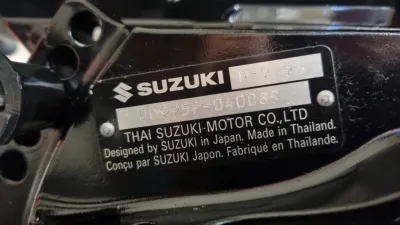 SUZUKI
THAI SUZUKI MOTOR CO.,LTD
Designed by SUZUKI in Japan. Made in Thailand.
Conçu par SUZUKI Japon. Fabriqué en Thaïlande.